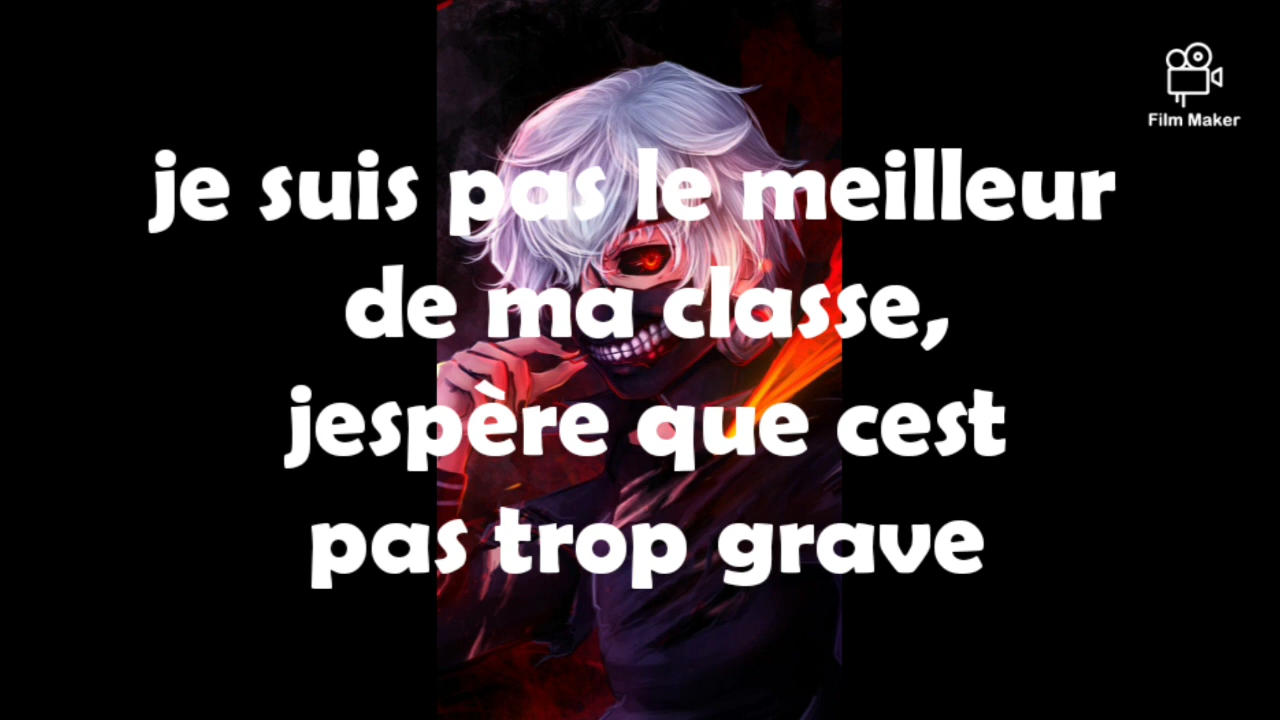 Film Maker
je suis pas le meilleur
de ma classe,
jespère que cest
pas trop grave